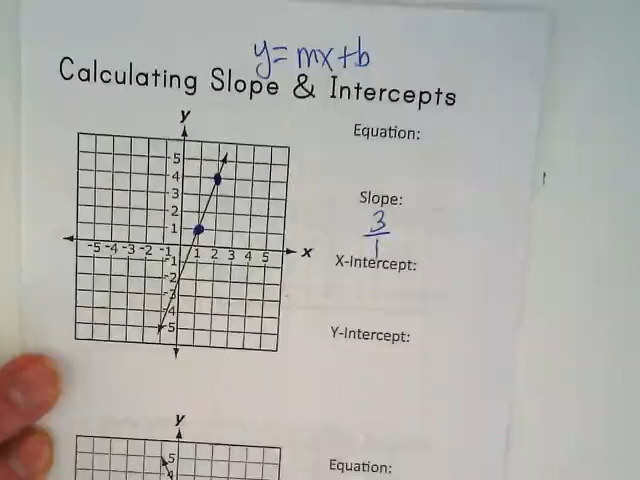 y=mx+b
Calculating Slope & Intercepts
y
Equation:
5
4
3
2
1
Slope:
3
1
-5 -4 -3 -2 -1 1 2 3 4 5 x
-1
-2
-3
-4
-5
X-Intercept:
Y-Intercept:
y
5
4
Equation: